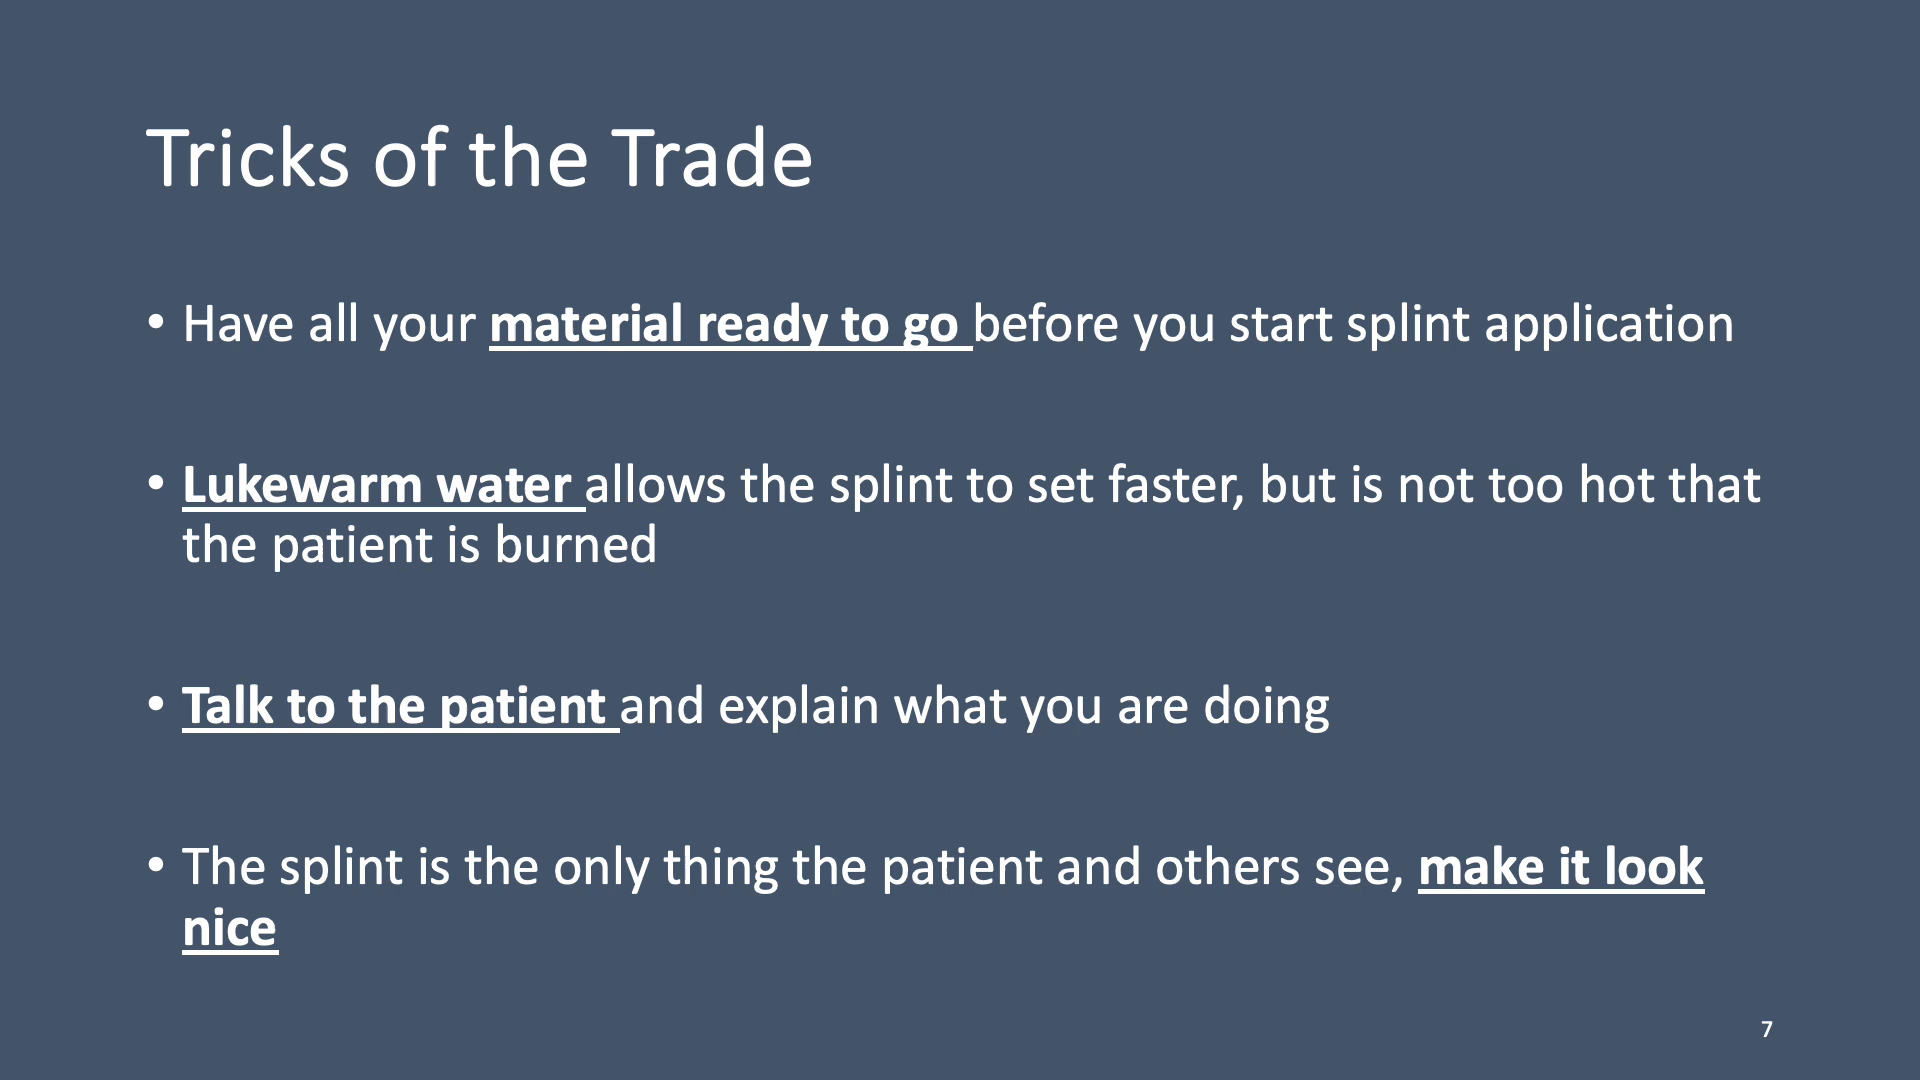 Tricks of the Trade
• Have all your material ready to go before you start splint application
• Lukewarm water allows the splint to set faster, but is not too hot that
the patient is burned
• Talk to the patient and explain what you are doing
• The splint is the only thing the patient and others see, make it look
nice
7